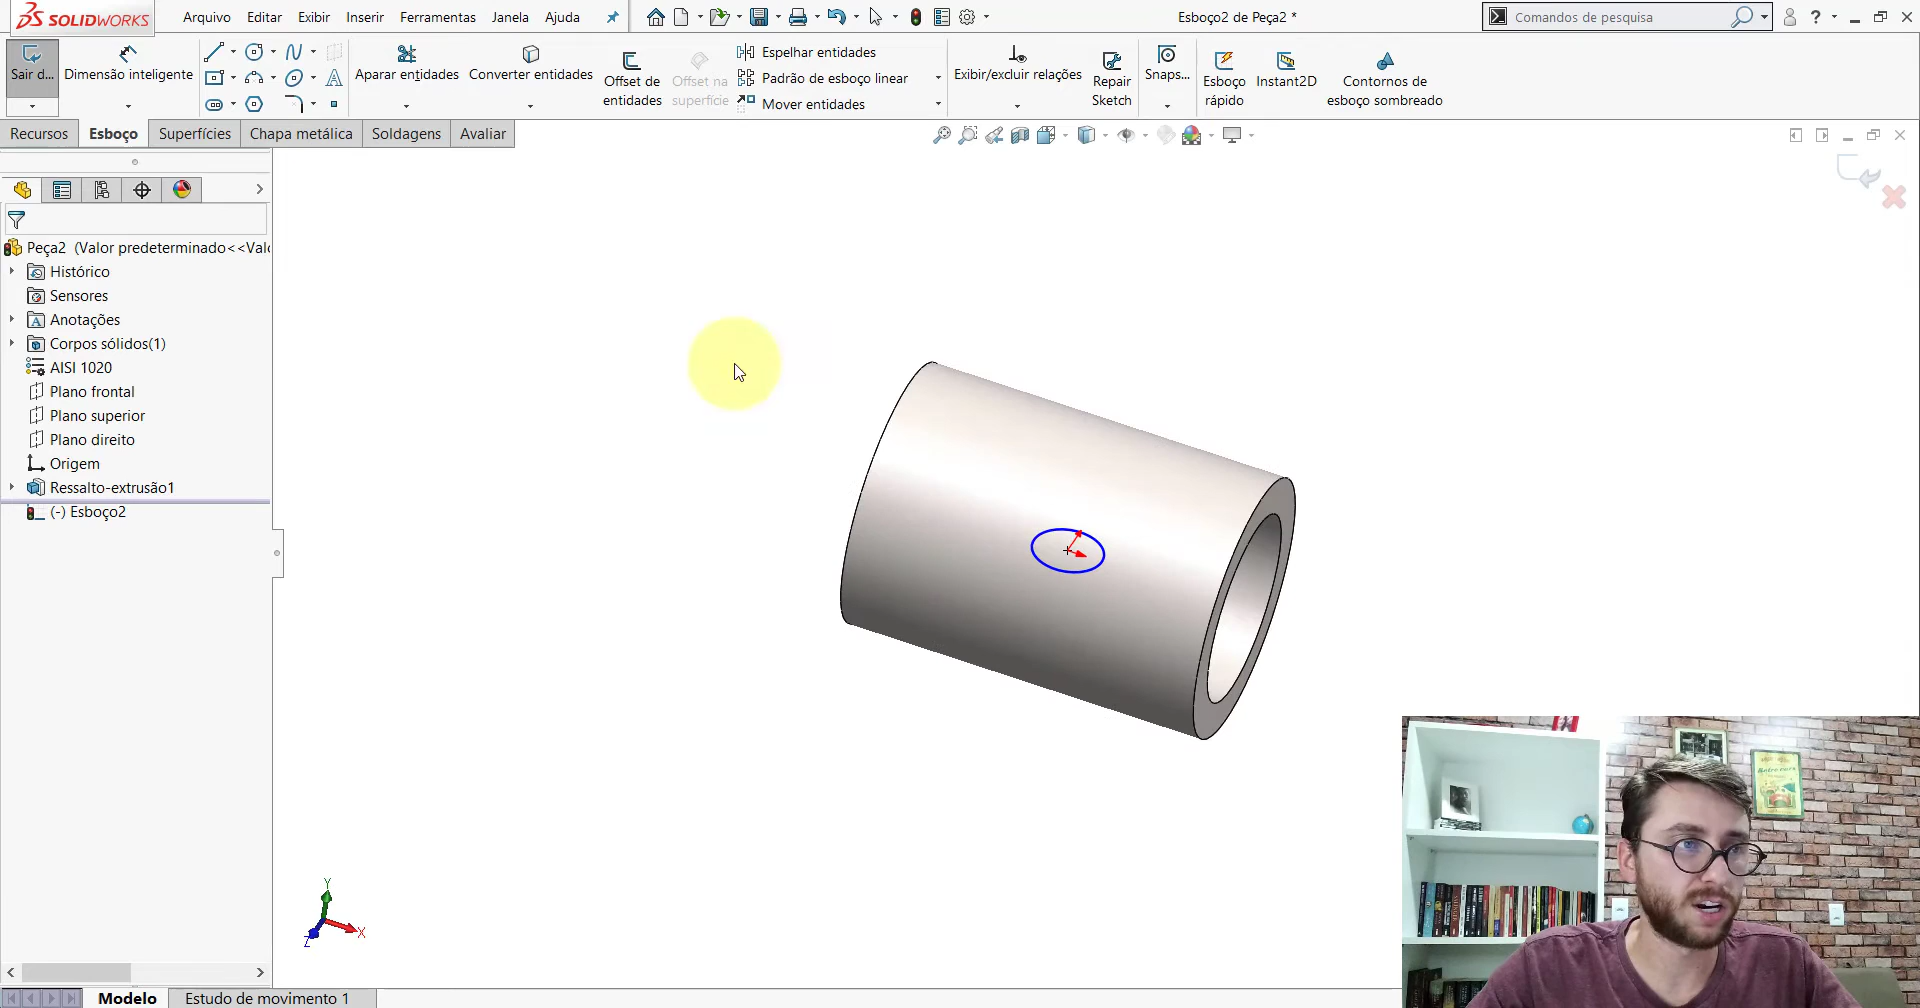 SOLIDWORKS
Arquivo Editar Exibir Inserir Ferramentas Janela Ajuda
Esboço2 de Peça2 *
Comandos de pesquisa
?
Sair d...
Dimensão inteligente
Aparar entidades
Converter entidades
Offset de entidades
Offset na superfície
Espelhar entidades
Padrão de esboço linear
Mover entidades
Exibir/excluir relações
Repair Sketch
Snaps...
Esboço rápido
Instant2D
Contornos de esboço sombreado
Recursos Esboço Superfícies Chapa metálica Soldagens Avaliar
Peça2 (Valor predeterminado<<Val
Histórico
Sensores
Anotações
Corpos sólidos(1)
AISI 1020
Plano frontal
Plano superior
Plano direito
Origem
Ressalto-extrusão1
(-) Esboço2
Y
X
Z
Modelo Estudo de movimento 1